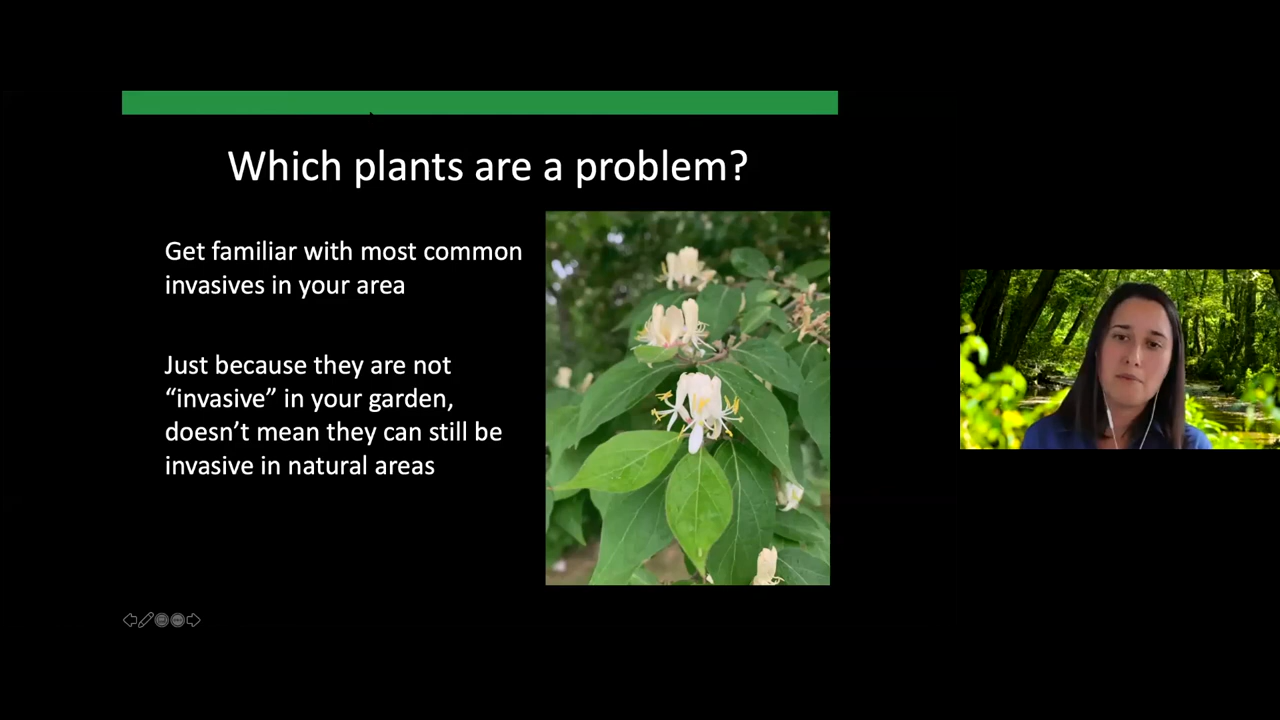 Which plants are a problem?
Get familiar with most common
invasives in your area
Just because they are not
“invasive” in your garden,
doesn’t mean they can still be
invasive in natural areas